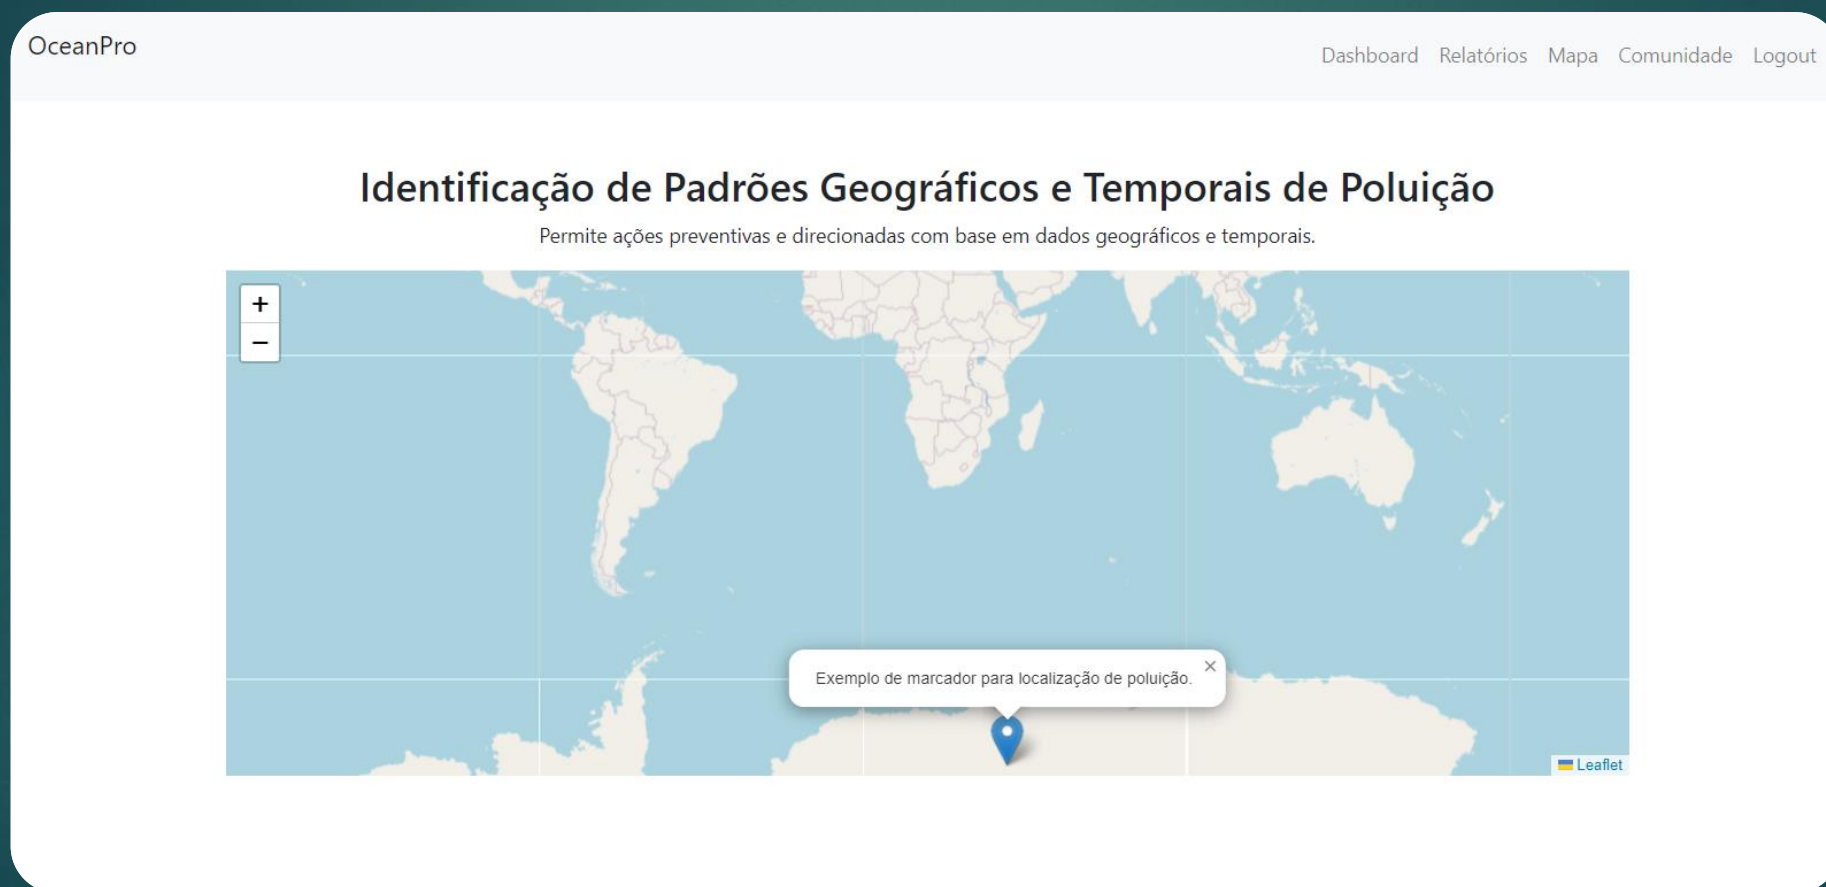 OceanPro
Dashboard Relatórios Mapa Comunidade Logout
Identificação de Padrões Geográficos e Temporais de Poluição
Permite ações preventivas e direcionadas com base em dados geográficos e temporais.
+
−
Exemplo de marcador para localização de poluição. ×
Leaflet